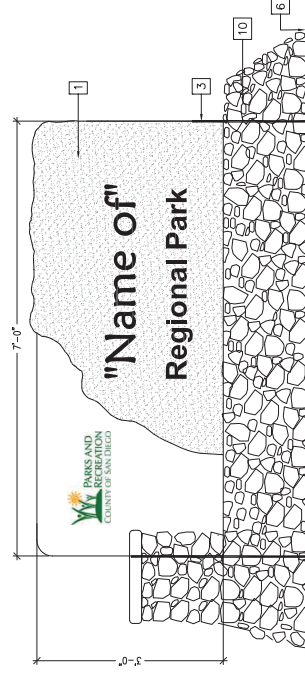 7'-0"
3'-0"
PARKS AND
RECREATION
COUNTY OF SAN DIEGO
"Name of"
Regional Park
1
3
10
6